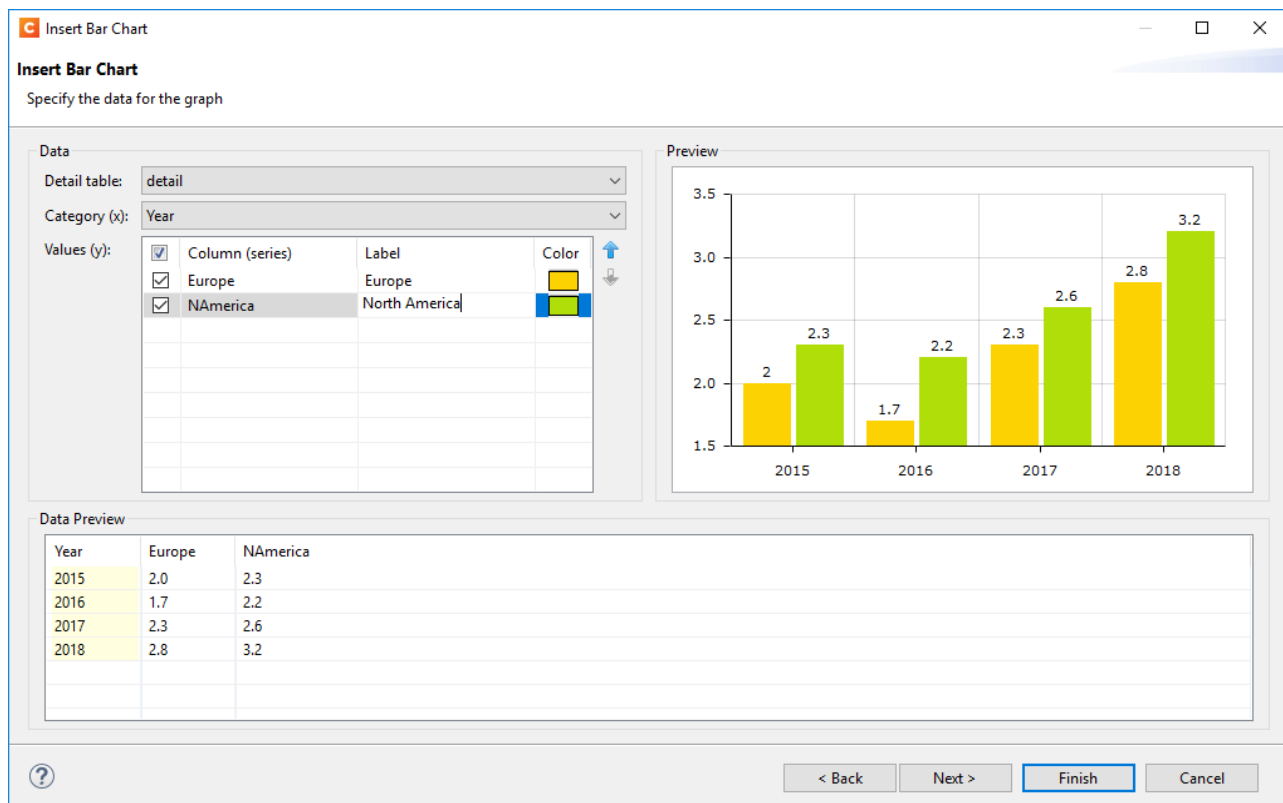 C Insert Bar Chart
Insert Bar Chart
Specify the data for the graph
Data
Detail table: detail
Category (x): Year
Values (y): Column (series) Label Color
Europe Europe
NAmerica North America
Preview
3.5
3.0
2.5
2.0
1.5
2 2.3 1.7 2.2 2.3 2.6 2.8 3.2
2015 2016 2017 2018
Data Preview
Year Europe NAmerica
2015 2.0 2.3
2016 1.7 2.2
2017 2.3 2.6
2018 2.8 3.2
? < Back Next > Finish Cancel